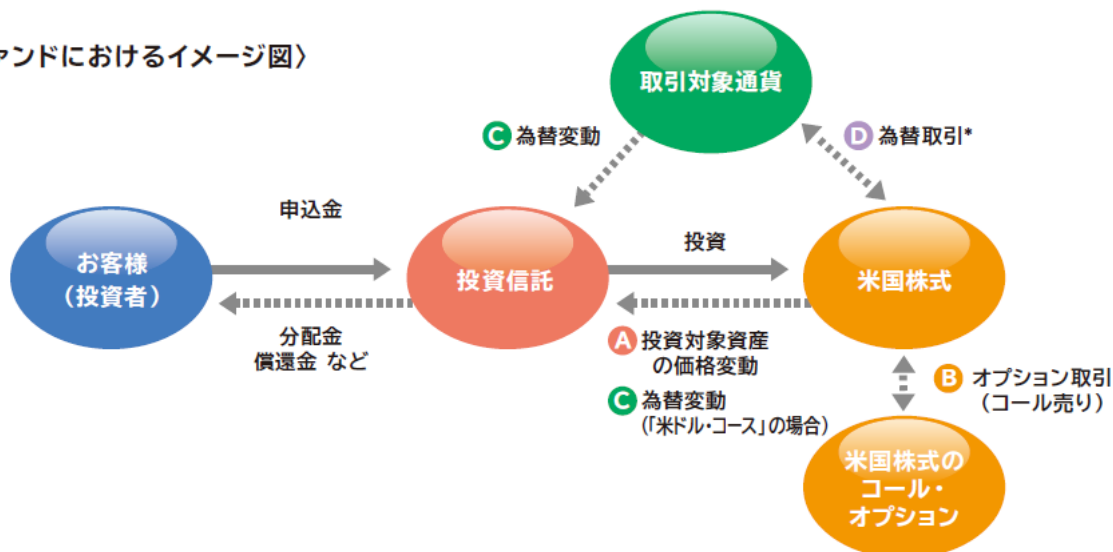 ァンドにおけるイメージ図〉
取引対象通貨
C 為替変動
D 為替取引*
申込金
投資
お客様
(投資者)
投資信託
米国株式
分配金
償還金 など
A 投資対象資産
の価格変動
C 為替変動
(「米ドル・コース」の場合)
B オプション取引
(コール売り)
米国株式の
コール・
オプション